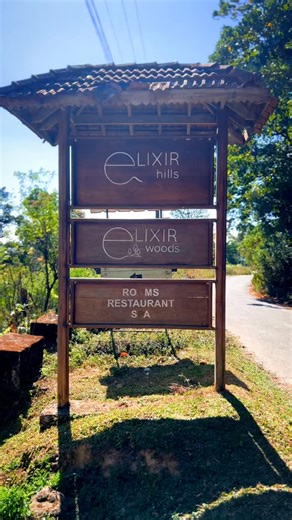 eLIXIR
hills
eLIXIR
woods
RO MS
RESTAURANT
S A